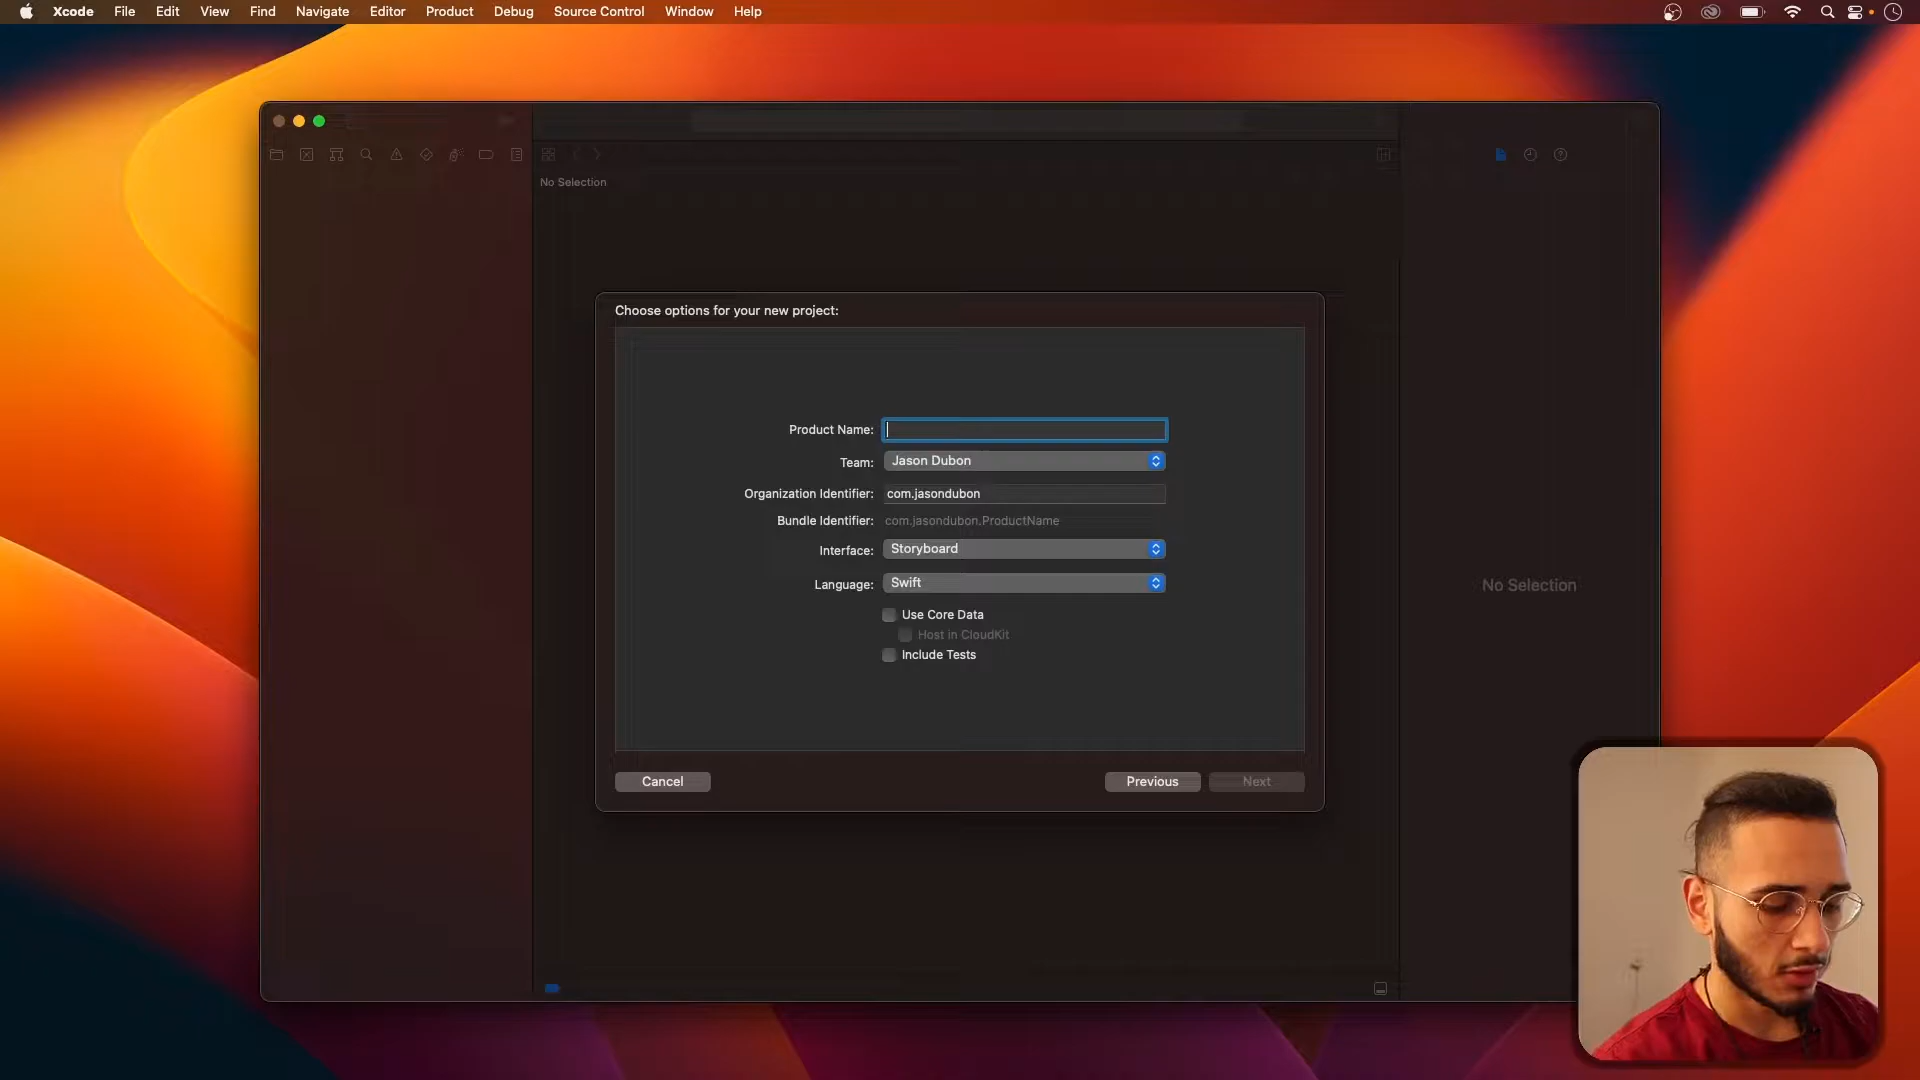 Xcode File Edit View Find Navigate Editor Product Debug Source Control Window Help
No Selection
Choose options for your new project:
Product Name:
Team: Jason Dubon
Organization Identifier: com.jasondubon
Bundle Identifier: com.jasondubon.ProductName
Interface: Storyboard
No Selection
Language: Swift
Use Core Data
Host in CloudKit
Include Tests
Cancel Previous Next